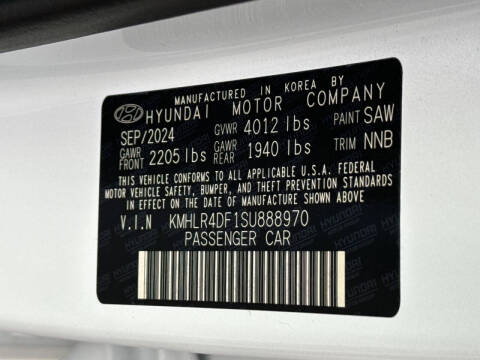 MANUFACTURED IN KOREA BY
HYUNDAI MOTOR COMPANY
SEP/2024 GVWR 4012 lbs PAINT SAW
GAWR FRONT 2205 lbs GAWR REAR 1940 lbs TRIM NNB
THIS VEHICLE CONFORMS TO ALL APPLICABLE U.S.A. FEDERAL
MOTOR VEHICLE SAFETY, BUMPER, AND THEFT PREVENTION STANDARDS
IN EFFECT ON THE DATE OF MANUFACTURE SHOWN ABOVE.
V.I.N KMHLR4DF1SU888970
PASSENGER CAR